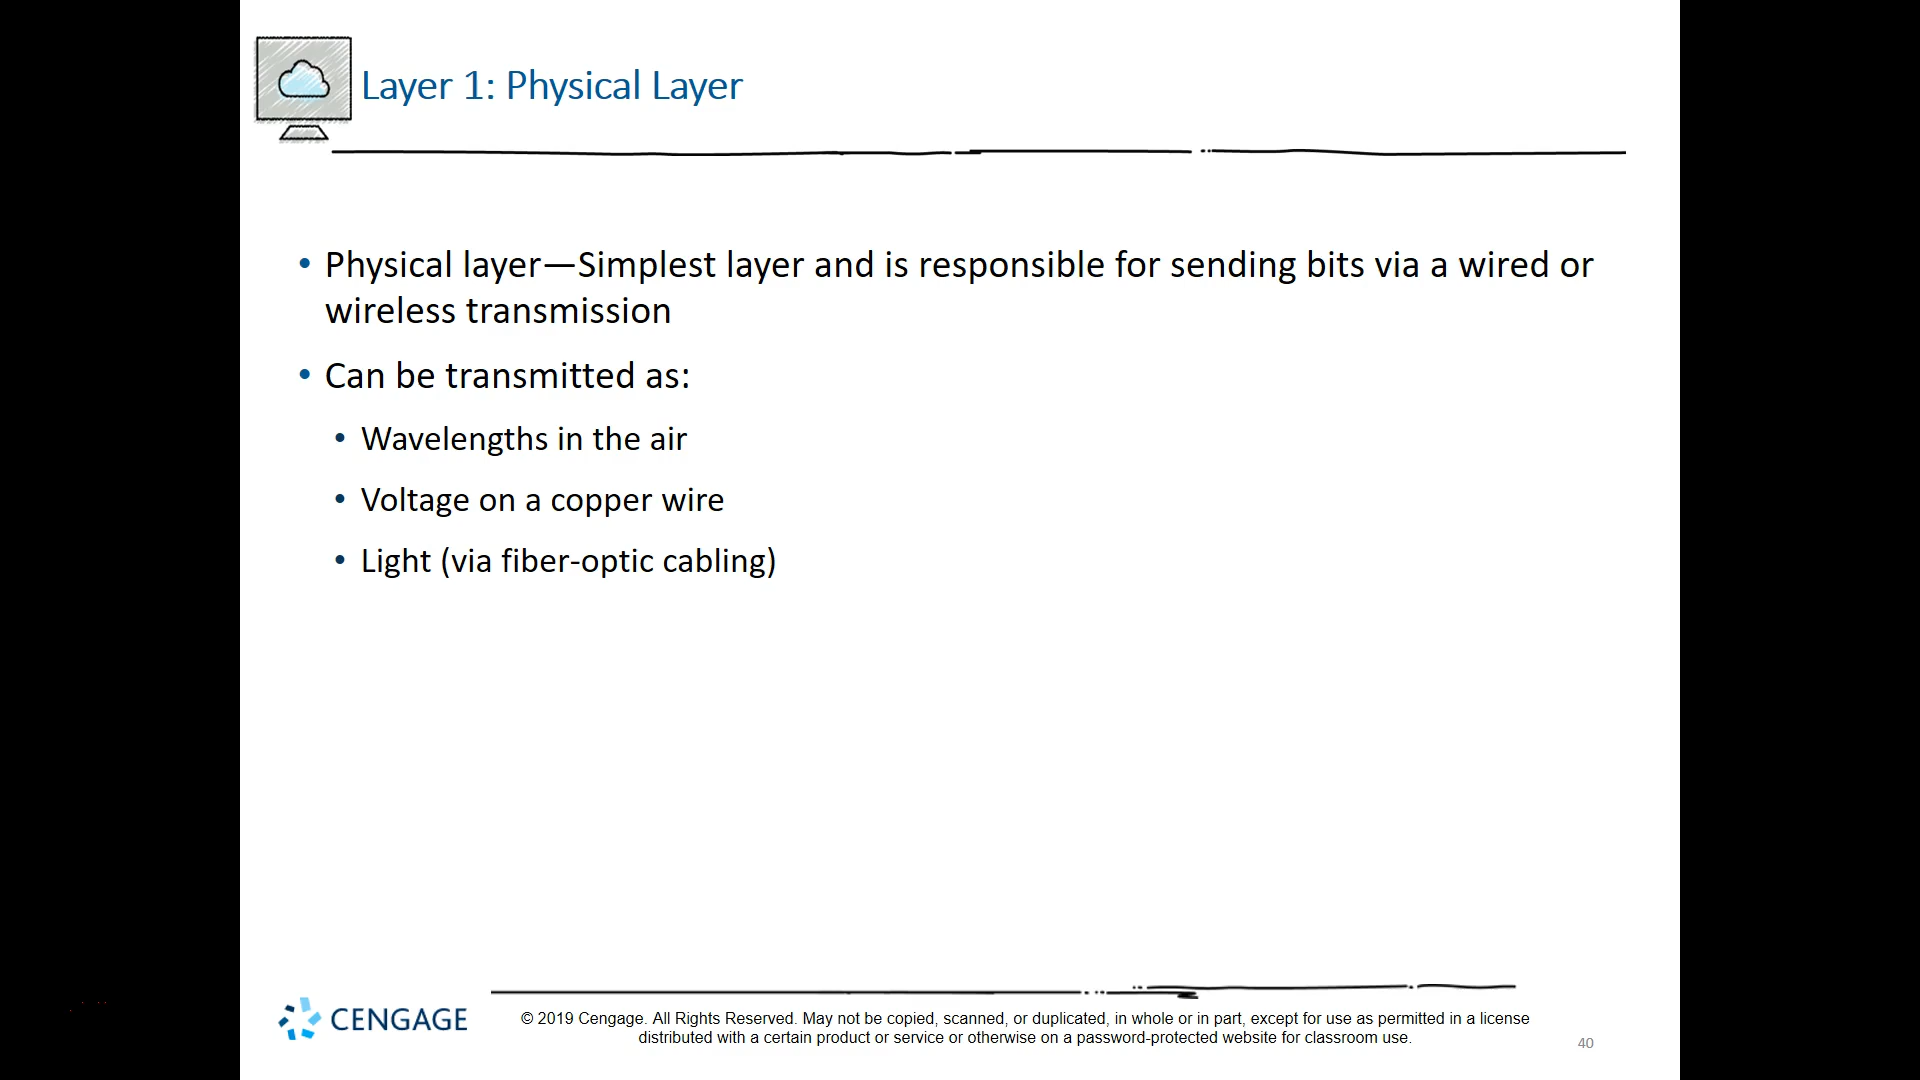 Layer 1: Physical Layer
• Physical layer—Simplest layer and is responsible for sending bits via a wired or
wireless transmission
• Can be transmitted as:
• Wavelengths in the air
• Voltage on a copper wire
• Light (via fiber-optic cabling)
CENGAGE
© 2019 Cengage. All Rights Reserved. May not be copied, scanned, or duplicated, in whole or in part, except for use as permitted in a license
distributed with a certain product or service or otherwise on a password-protected website for classroom use.
40